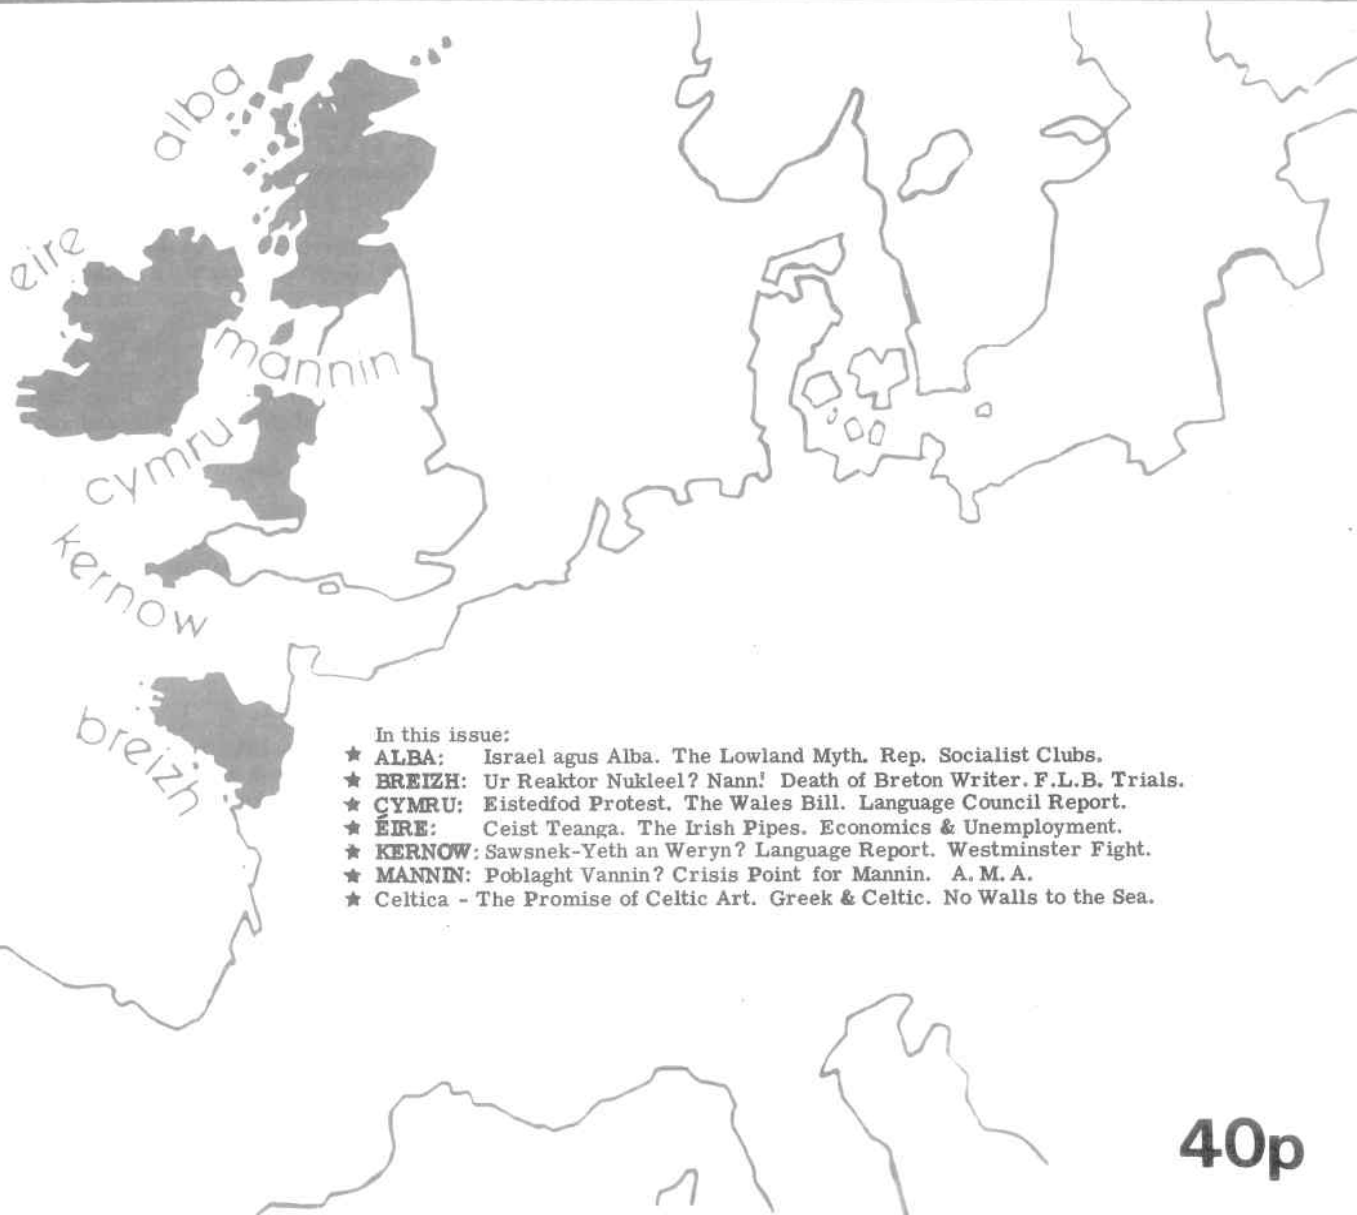 alba
eire
mannin
cymru
kernow
breizh
In this issue:
★ ALBA: Israel agus Alba. The Lowland Myth. Rep. Socialist Clubs.
★ BREIZH: Ur Reaktor Nukleel? Nann! Death of Breton Writer. F.L.B. Trials.
★ CYMRU: Eistedfod Protest. The Wales Bill. Language Council Report.
★ ÉIRE: Ceist Teanga. The Irish Pipes. Economics & Unemployment.
★ KERNOW: Sawsnek-Yeth an Weryn? Language Report. Westminster Fight.
★ MANNIN: Poblaght Vannin? Crisis Point for Mannin. A. M. A.
★ Celtica - The Promise of Celtic Art. Greek & Celtic. No Walls to the Sea.
40p